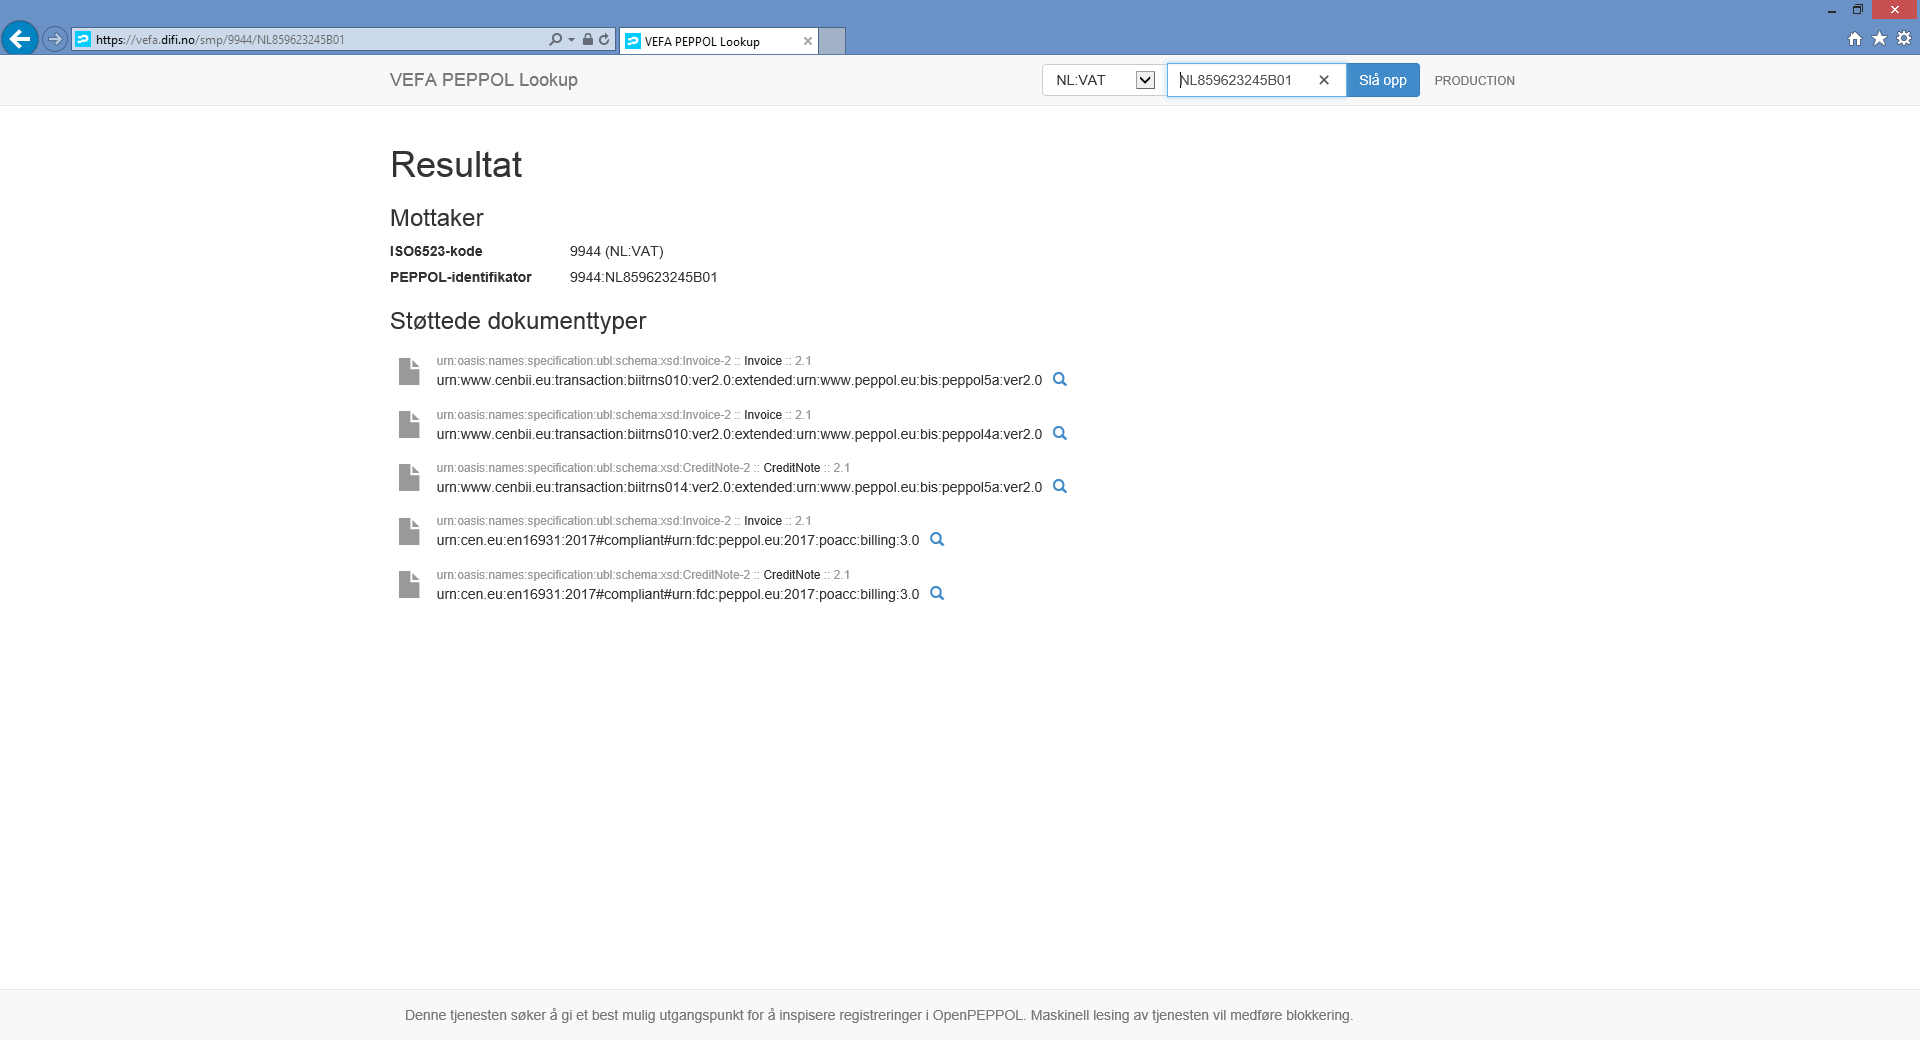 https://vefa.difi.no/smp/9944/NL859623245B01
VEFA PEPPOL Lookup
VEFA PEPPOL Lookup
NL:VAT
NL859623245B01
Slå opp
PRODUCTION
Resultat
Mottaker
ISO6523-kode 9944 (NL:VAT)
PEPPOL-identifikator 9944:NL859623245B01
Støttede dokumenttyper
urn:oasis:names:specification:ubl:schema:xsd:Invoice-2 :: Invoice :: 2.1
urn:www.cenbii.eu:transaction:biitrns010:ver2.0:extended:urn:www.peppol.eu:bis:peppol5a:ver2.0
urn:oasis:names:specification:ubl:schema:xsd:Invoice-2 :: Invoice :: 2.1
urn:www.cenbii.eu:transaction:biitrns010:ver2.0:extended:urn:www.peppol.eu:bis:peppol4a:ver2.0
urn:oasis:names:specification:ubl:schema:xsd:CreditNote-2 :: CreditNote :: 2.1
urn:www.cenbii.eu:transaction:biitrns014:ver2.0:extended:urn:www.peppol.eu:bis:peppol5a:ver2.0
urn:oasis:names:specification:ubl:schema:xsd:Invoice-2 :: Invoice :: 2.1
urn:cen.eu:en16931:2017#compliant#urn:fdc:peppol.eu:2017:poacc:billing:3.0
urn:oasis:names:specification:ubl:schema:xsd:CreditNote-2 :: CreditNote :: 2.1
urn:cen.eu:en16931:2017#compliant#urn:fdc:peppol.eu:2017:poacc:billing:3.0
Denne tjenesten søker å gi et best mulig utgangspunkt for å inspisere registreringer i OpenPEPPOL. Maskinell lesing av tjenesten vil medføre blokkering.